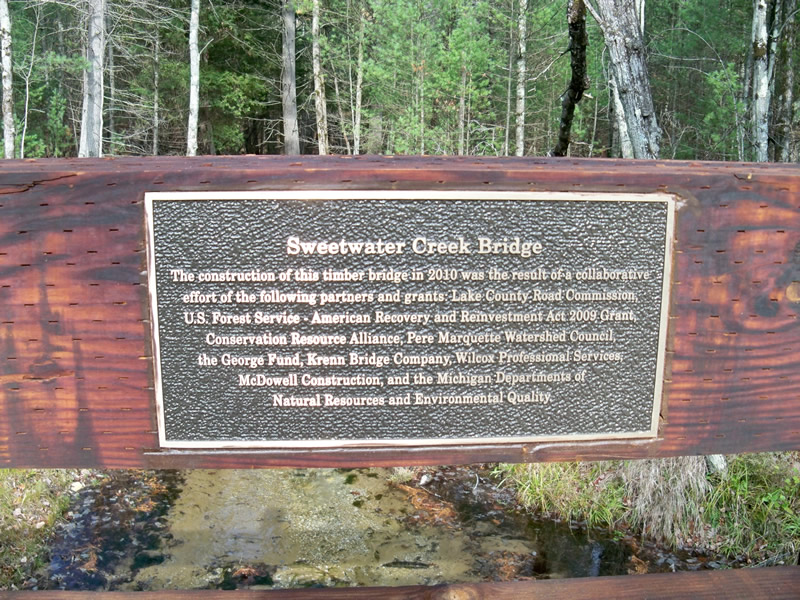 Sweetwater Creek Bridge
The construction of this timber bridge in 2010 was the result of a collaborative
effort of the following partners and grants: Lake County Road Commission,
U.S. Forest Service - American Recovery and Reinvestment Act 2009 Grant,
Conservation Resource Alliance, Pere Marquette Watershed Council,
the George Fund, Krenn Bridge Company, Wilcox Professional Services,
McDowell Construction, and the Michigan Departments of
Natural Resources and Environmental Quality.